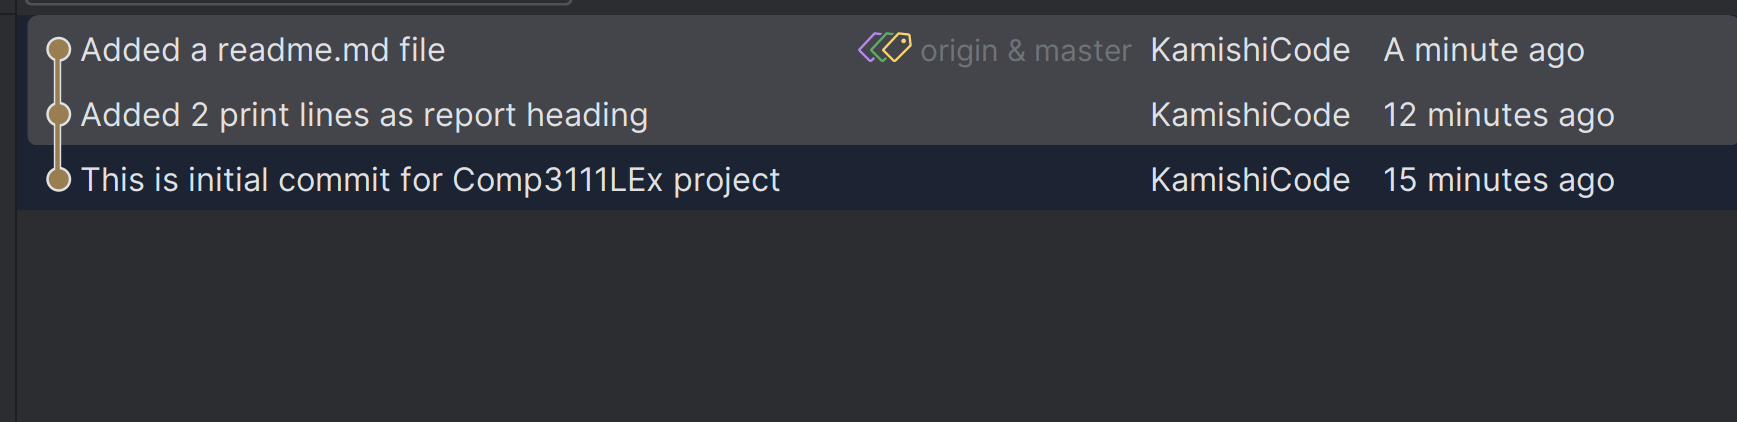 Added a readme.md file origin & master KamishiCode A minute ago
Added 2 print lines as report heading KamishiCode 12 minutes ago
This is initial commit for Comp3111LEx project KamishiCode 15 minutes ago